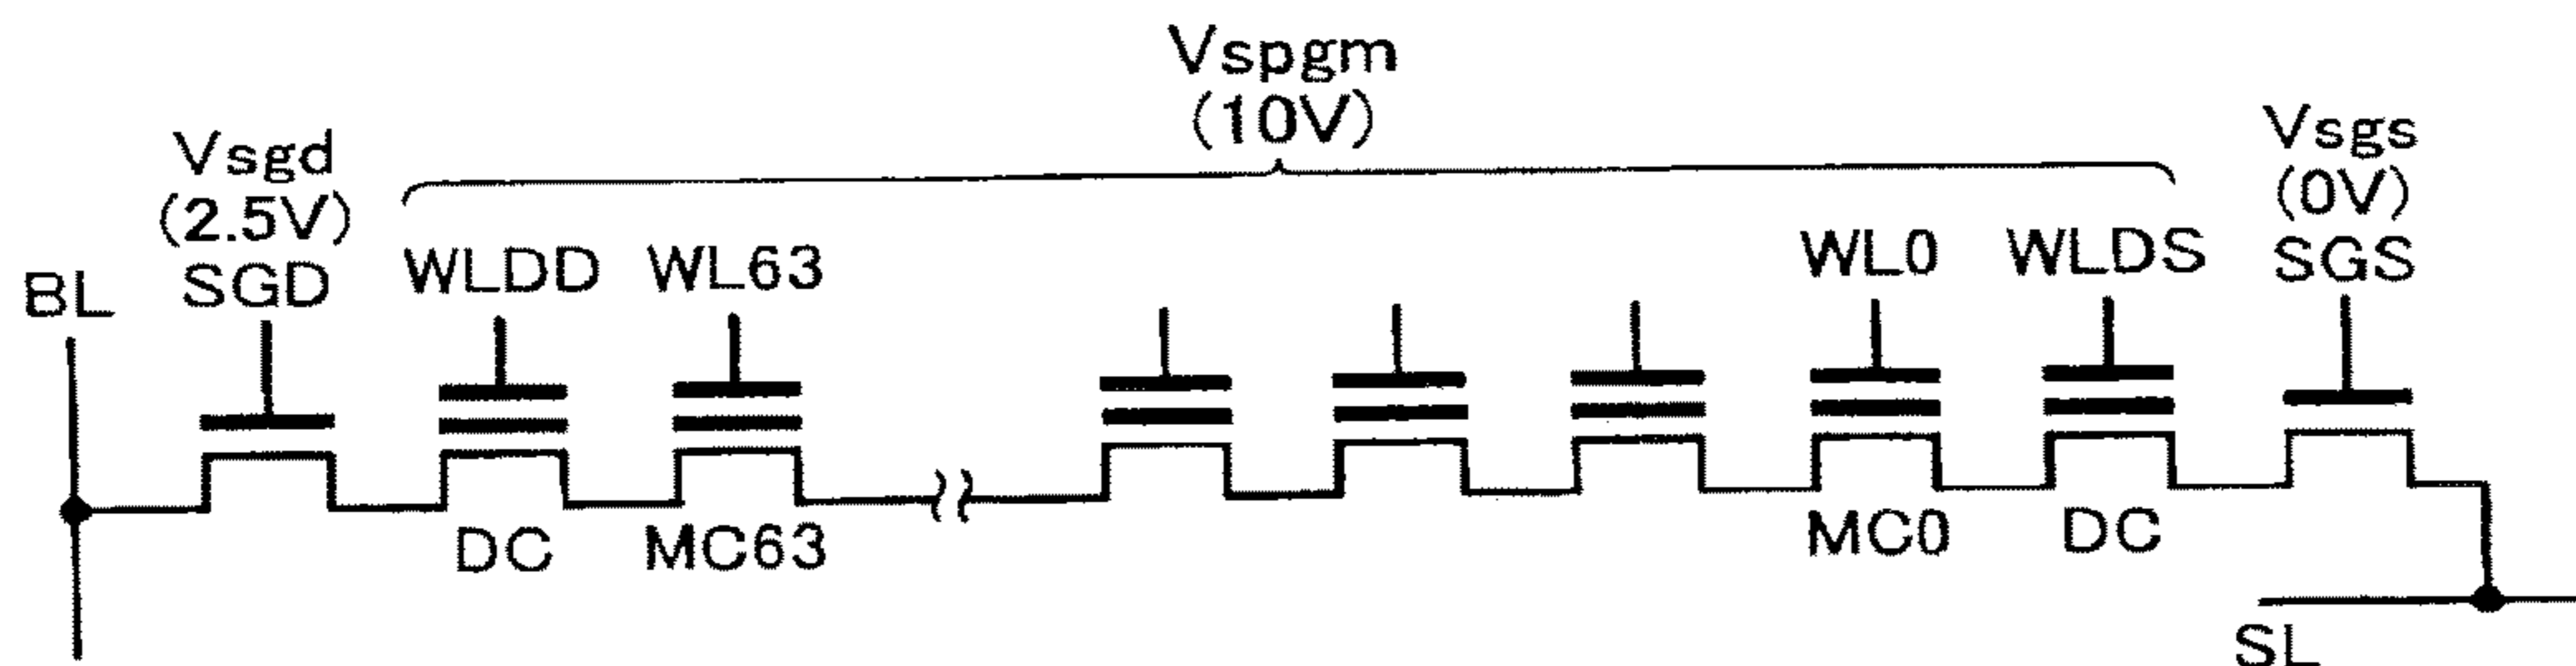 Vspgm
(10V)
Vsgd
(2.5V)
Vsgs
(0V)
BL
SGD
WLDD
WL63
WL0
WLDS
SGS
DC
MC63
MC0
DC
SL